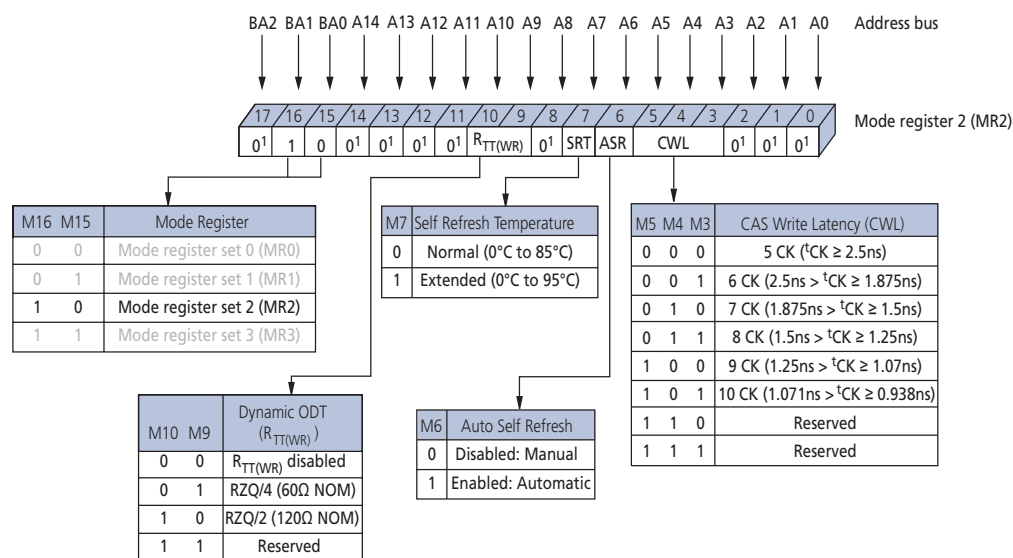 BA2 BA1 BA0 A14 A13 A12 A11 A10 A9 A8 A7 A6 A5 A4 A3 A2 A1 A0 Address bus
17 16 15 14 13 12 11 10 9 8 7 6 5 4 3 2 1 0
Mode register 2 (MR2)
0¹ 1 0 0¹ 0¹ 0¹ 0¹ RTT(WR) 0¹ SRT ASR CWL 0¹ 0¹ 0¹
M16 M15 Mode Register
0 0 Mode register set 0 (MR0)
0 1 Mode register set 1 (MR1)
1 0 Mode register set 2 (MR2)
1 1 Mode register set 3 (MR3)
M7 Self Refresh Temperature
0 Normal (0°C to 85°C)
1 Extended (0°C to 95°C)
M5 M4 M3 CAS Write Latency (CWL)
0 0 0 5 CK (ᵗCK ≥ 2.5ns)
0 0 1 6 CK (2.5ns > ᵗCK ≥ 1.875ns)
0 1 0 7 CK (1.875ns > ᵗCK ≥ 1.5ns)
0 1 1 8 CK (1.5ns > ᵗCK ≥ 1.25ns)
1 0 0 9 CK (1.25ns > ᵗCK ≥ 1.07ns)
1 0 1 10 CK (1.071ns > ᵗCK ≥ 0.938ns)
1 1 0 Reserved
1 1 1 Reserved
Dynamic ODT
M10 M9 (RTT(WR) )
0 0 RTT(WR) disabled
0 1 RZQ/4 (60Ω NOM)
1 0 RZQ/2 (120Ω NOM)
1 1 Reserved
M6 Auto Self Refresh
0 Disabled: Manual
1 Enabled: Automatic